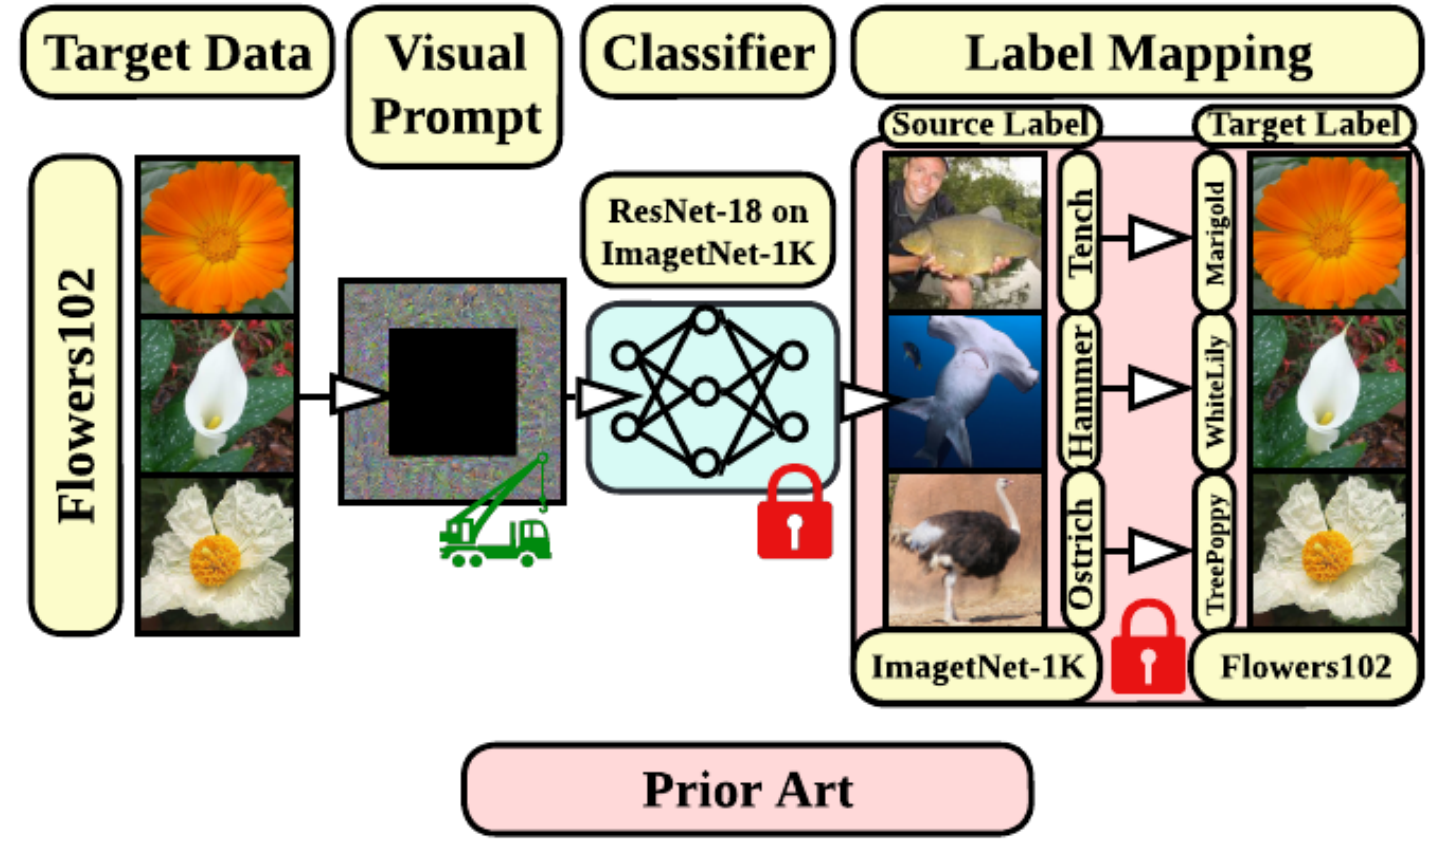 Target Data
Visual
Prompt
Classifier
Label Mapping
Source Label
Target Label
Flowers102
ResNet-18 on
ImagetNet-1K
Tench
Marigold
Hammer
WhiteLily
Ostrich
TreePoppy
ImagetNet-1K
Flowers102
Prior Art